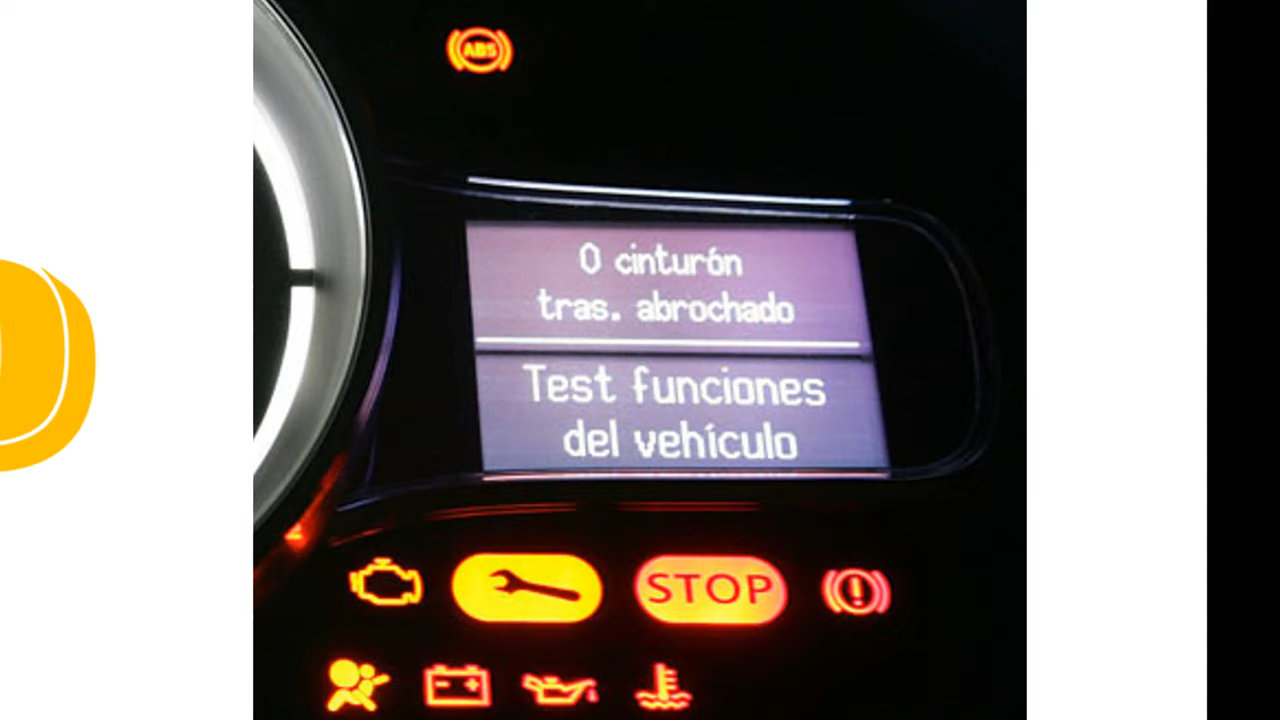 ABS
0 cinturón
tras. abrochado
Test funciones
del vehículo
STOP